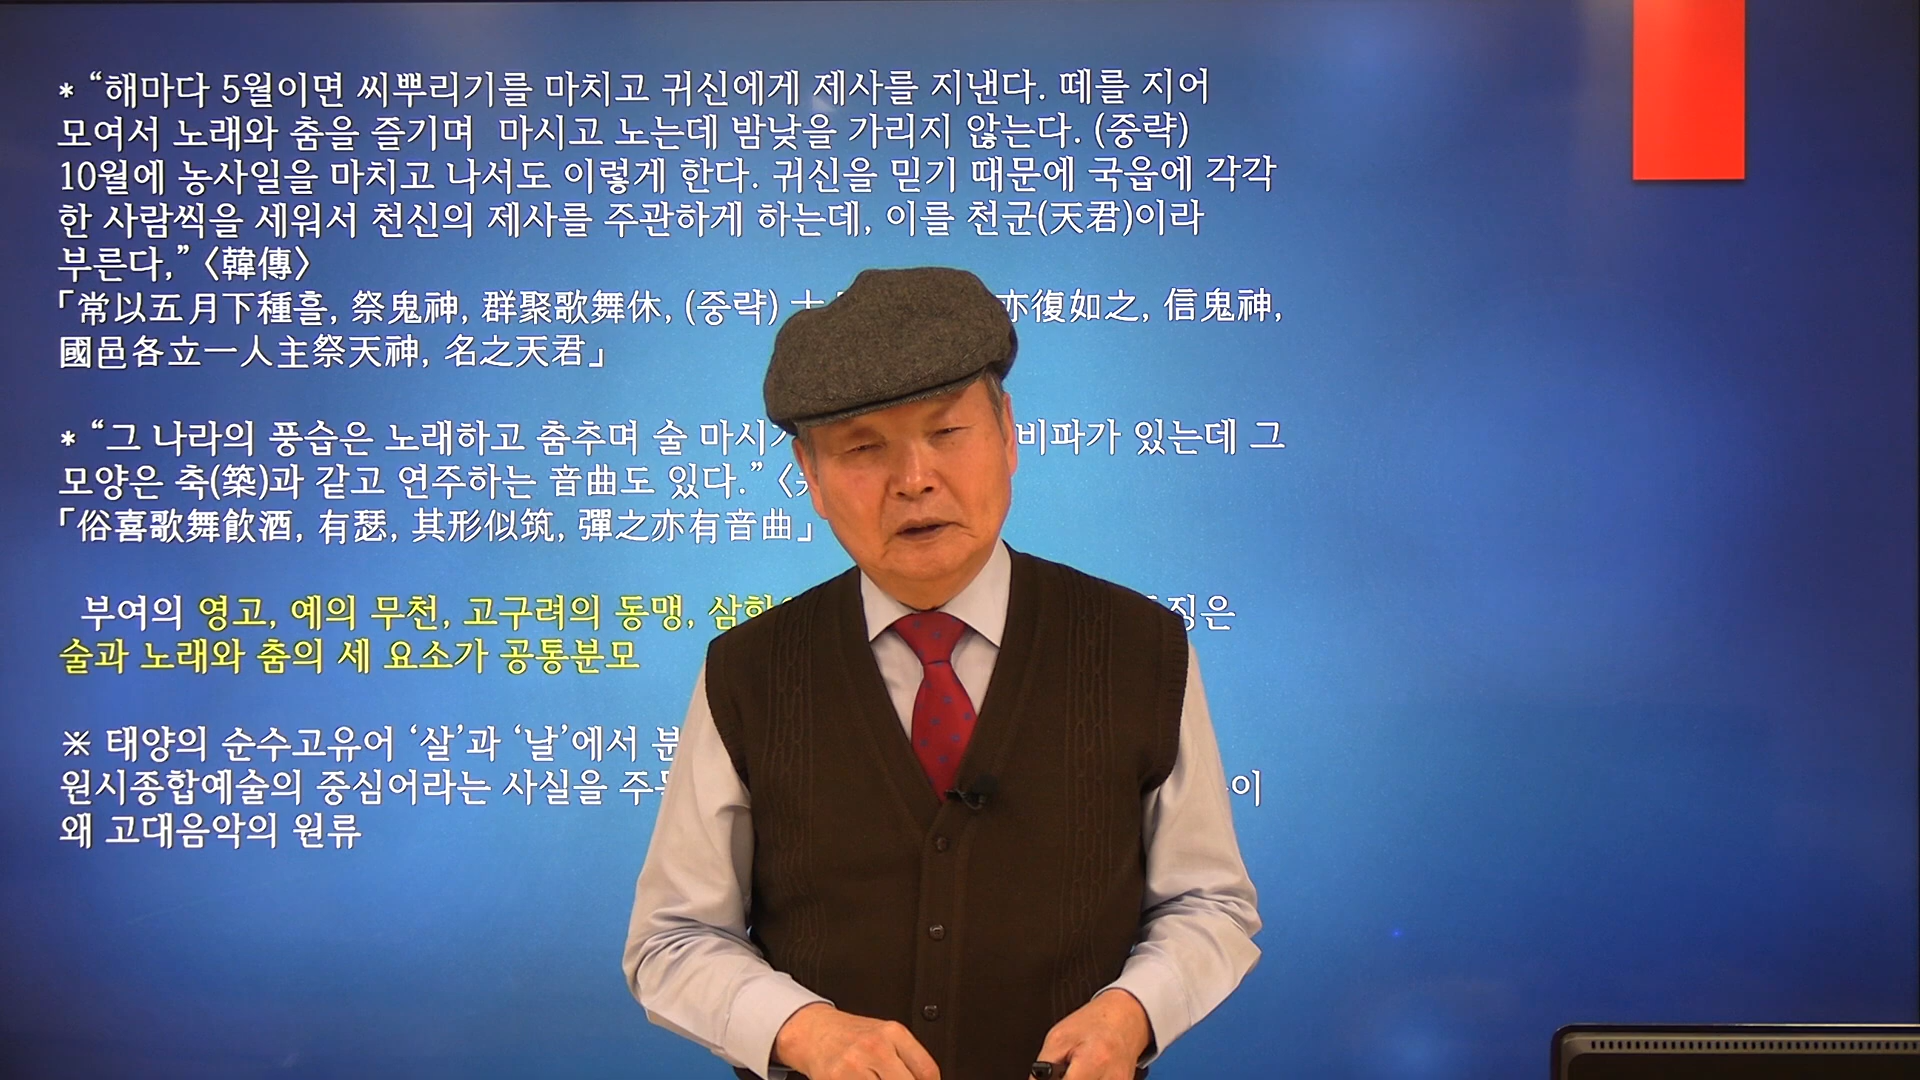 * “해마다 5월이면 씨뿌리기를 마치고 귀신에게 제사를 지낸다. 떼를 지어
모여서 노래와 춤을 즐기며 마시고 노는데 밤낮을 가리지 않는다. (중략)
10월에 농사일을 마치고 나서도 이렇게 한다. 귀신을 믿기 때문에 국읍에 각각
한 사람씩을 세워서 천신의 제사를 주관하게 하는데, 이를 천군(天君)이라
부른다,” 〈韓傳〉
「常以五月下種흘, 祭鬼神, 群聚歌舞休, (중략) 亦復如之, 信鬼神,
國邑各立一人主祭天神, 名之天君」
* “그 나라의 풍습은 노래하고 춤추며 술 비파가 있는데 그
모양은 축(築)과 같고 연주하는 音曲도 있다.”
「俗喜歌舞飮酒, 有瑟, 其形似筑, 彈之亦有音曲」
부여의 영고, 예의 무천, 고구려의 동맹,
술과 노래와 춤의 세 요소가 공통분모
※ 태양의 순수고유어 ‘살’과 ‘날’에서
원시종합예술의 중심어라는 사실을
왜 고대음악의 원류